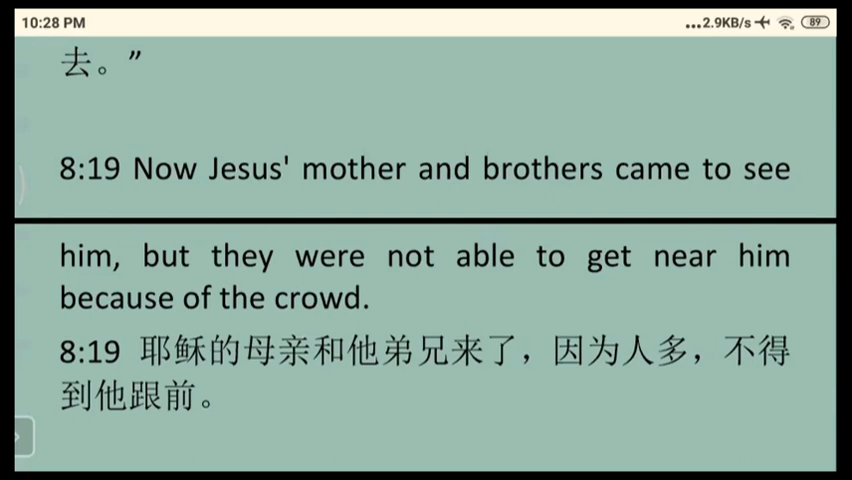 10:28 PM ...2.9KB/s 89
去。”
8:19 Now Jesus' mother and brothers came to see
him, but they were not able to get near him
because of the crowd.
8:19 耶稣的母亲和他弟兄来了，因为人多，不得
到他跟前。